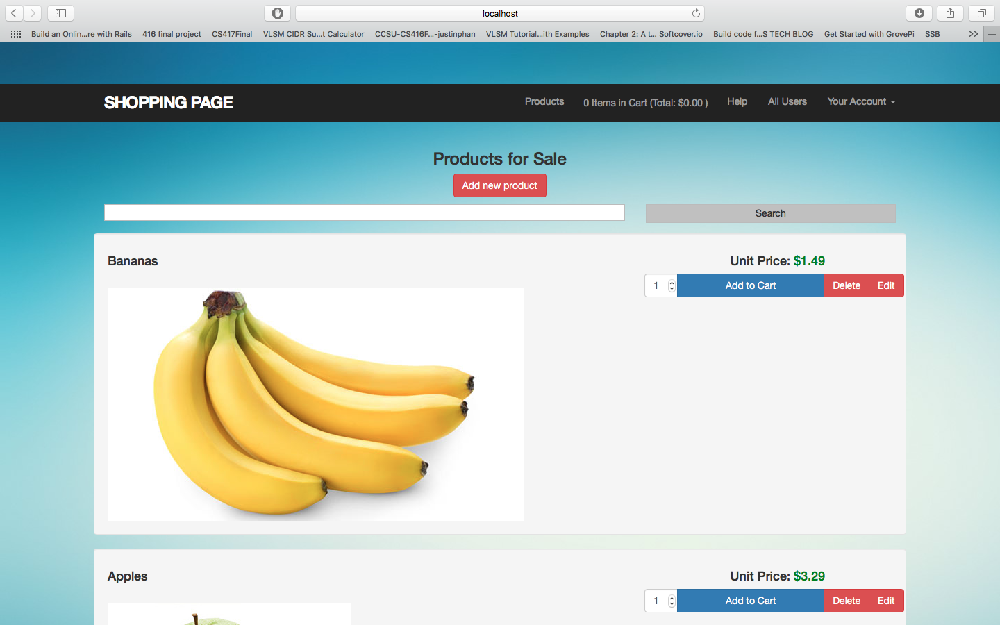 localhost
Build an Onlin...re with Rails 416 final project CS417Final VLSM CIDR Su...t Calculator CCSU-CS416F...-justinphan VLSM Tutorial...ith Examples Chapter 2: A t... Softcover.io Build code f...S TECH BLOG Get Started with GrovePi SSB >>
SHOPPING PAGE Products 0 Items in Cart (Total: $0.00 ) Help All Users Your Account
Products for Sale
Add new product
Search
Bananas Unit Price: $1.49
1 Add to Cart Delete Edit
Apples Unit Price: $3.29
1 Add to Cart Delete Edit